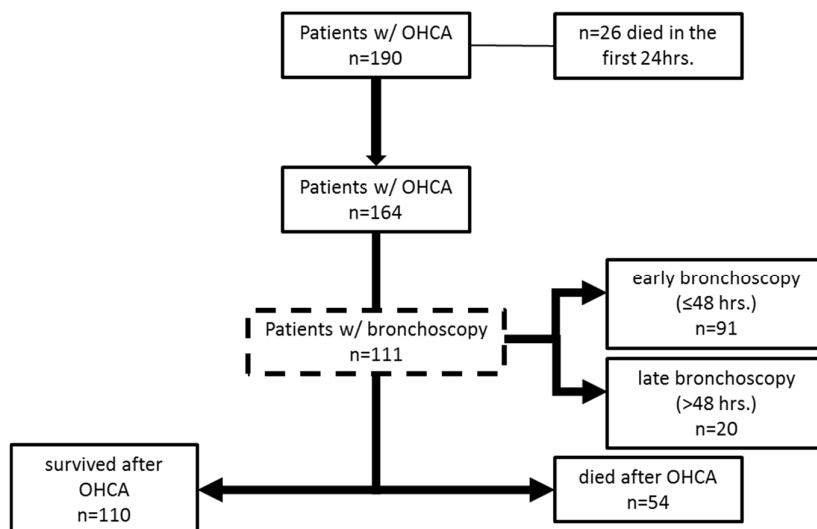 Patients w/ OHCA
n=190
n=26 died in the
first 24hrs.
Patients w/ OHCA
n=164
early bronchoscopy
(≤48 hrs.)
n=91
Patients w/ bronchoscopy
n=111
late bronchoscopy
(>48 hrs.)
n=20
survived after
OHCA
n=110
died after OHCA
n=54